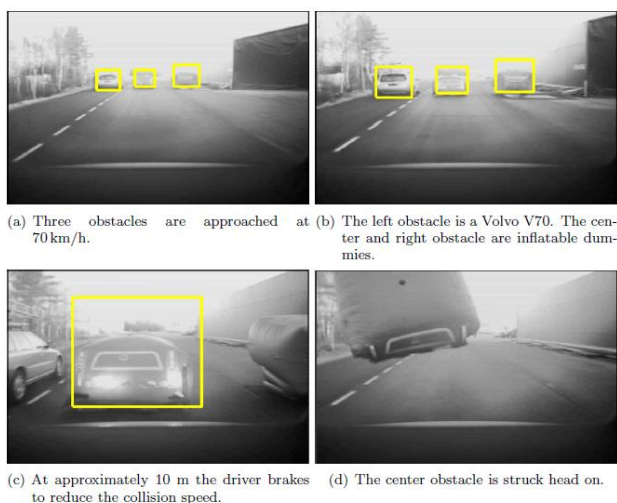 (a) Three obstacles are approached at
70 km/h.
(b) The left obstacle is a Volvo V70. The cen-
ter and right obstacle are inflatable dum-
mies.
(c) At approximately 10 m the driver brakes
to reduce the collision speed.
(d) The center obstacle is struck head on.